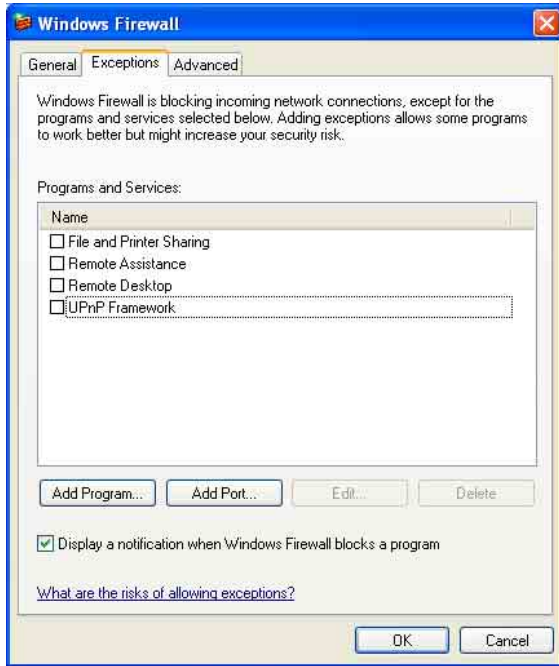 Windows Firewall
General Exceptions Advanced
Windows Firewall is blocking incoming network connections, except for the
programs and services selected below. Adding exceptions allows some programs
to work better but might increase your security risk.
Programs and Services:
Name
File and Printer Sharing
Remote Assistance
Remote Desktop
UPnP Framework
Add Program... Add Port... Edit... Delete
Display a notification when Windows Firewall blocks a program
What are the risks of allowing exceptions?
OK Cancel